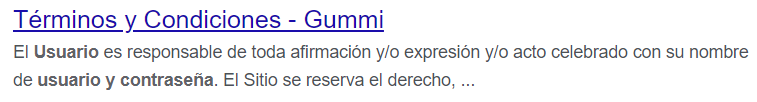 Términos y Condiciones - Gummi
El Usuario es responsable de toda afirmación y/o expresión y/o acto celebrado con su nombre
de usuario y contraseña. El Sitio se reserva el derecho, ...